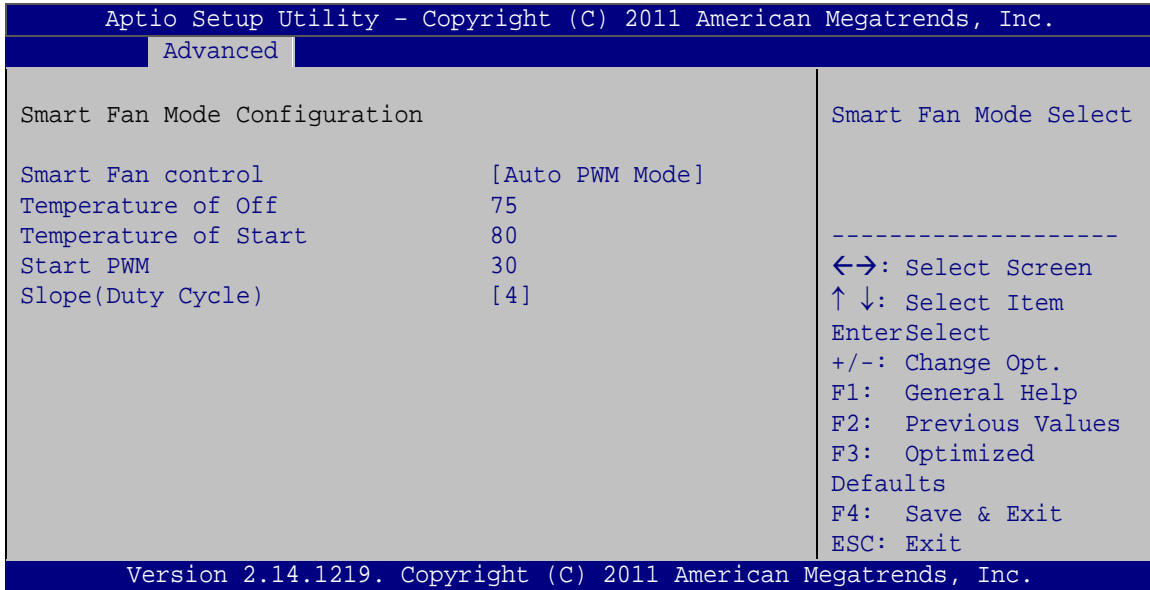 Aptio Setup Utility – Copyright (C) 2011 American Megatrends, Inc.
Advanced
Smart Fan Mode Configuration
Smart Fan control [Auto PWM Mode]
Temperature of Off 75
Temperature of Start 80
Start PWM 30
Slope(Duty Cycle) [4]
Smart Fan Mode Select
--------------------
←→: Select Screen
↑ ↓: Select Item
EnterSelect
+/-: Change Opt.
F1: General Help
F2: Previous Values
F3: Optimized
Defaults
F4: Save & Exit
ESC: Exit
Version 2.14.1219. Copyright (C) 2011 American Megatrends, Inc.